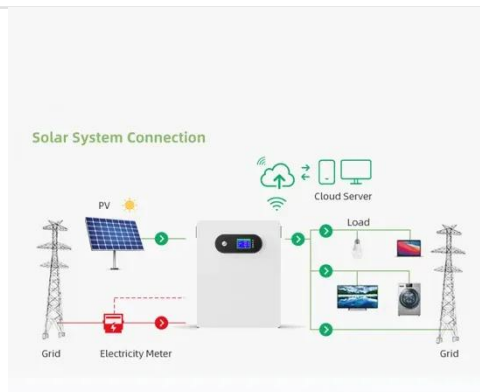 Solar System Connection
Cloud Server
PV
Load
Grid
Electricity Meter
Grid